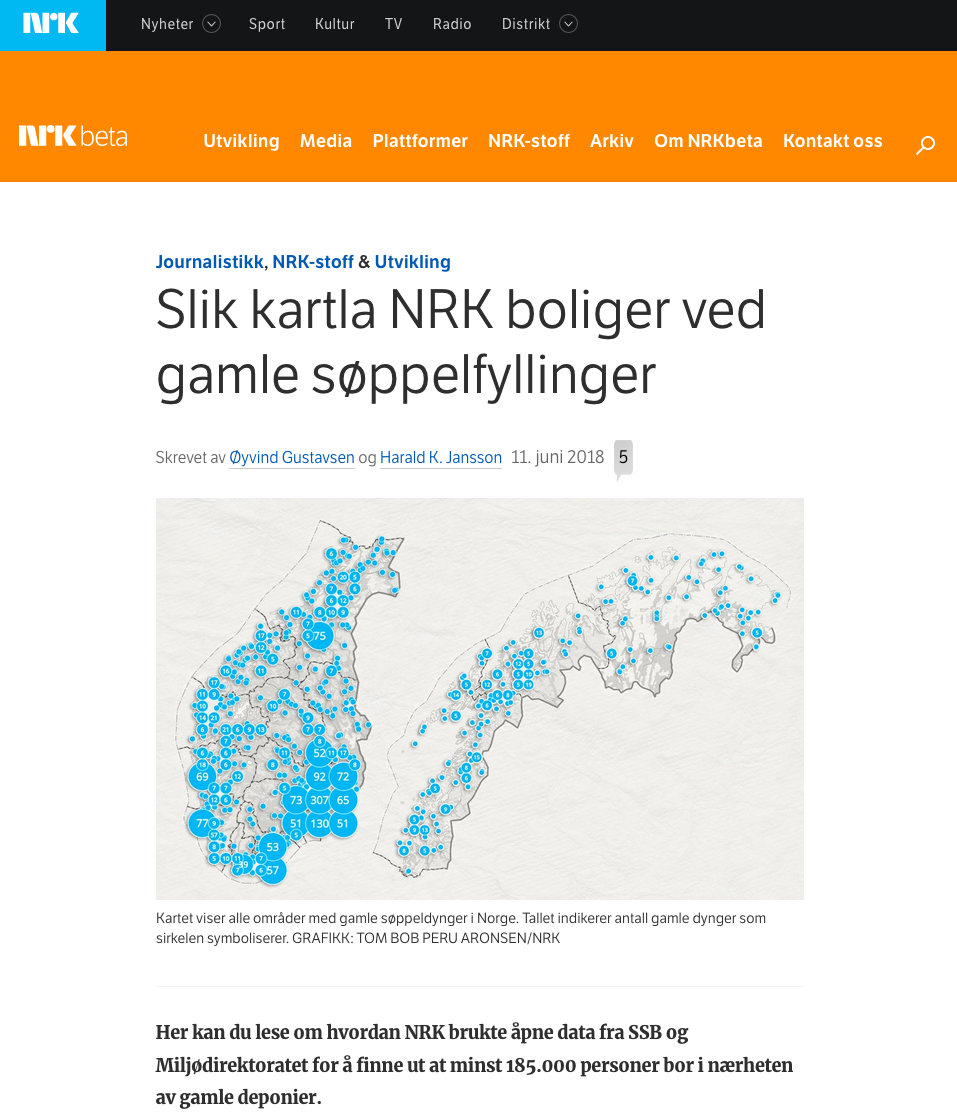 NRK
Nyheter Sport Kultur TV Radio Distrikt
NRK beta Utvikling Media Plattformer NRK-stoff Arkiv Om NRKbeta Kontakt oss
Journalistikk, NRK-stoff & Utvikling
Slik kartla NRK boliger ved
gamle søppelfyllinger
Skrevet av Øyvind Gustavsen og Harald K. Jansson 11. juni 2018 5
75
52
69 92 72
73 307 65
77 51 130 51
53
57
Kartet viser alle områder med gamle søppeldynger i Norge. Tallet indikerer antall gamle dynger som
sirkelen symboliserer. GRAFIKK: TOM BOB PERU ARONSEN/NRK
Her kan du lese om hvordan NRK brukte åpne data fra SSB og
Miljødirektoratet for å finne ut at minst 185.000 personer bor i nærheten
av gamle deponier.